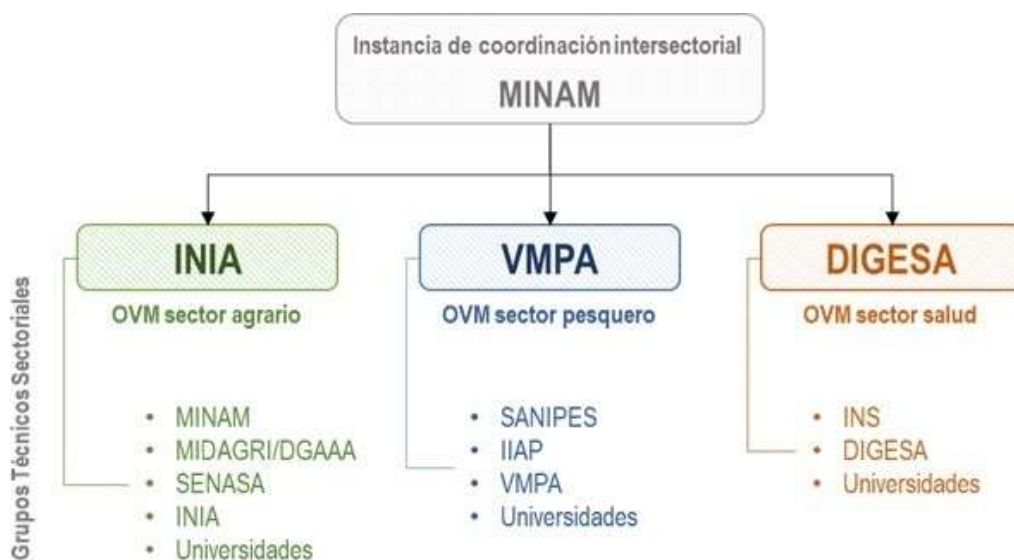 Instancia de coordinación intersectorial
MINAM
INIA
OVM sector agrario
VMPA
OVM sector pesquero
DIGESA
OVM sector salud
Grupos Técnicos Sectoriales
• MINAM
• MIDAGRI/DGAAA
• SENASA
• INIA
• Universidades
• SANIPES
• IIAP
• VMPA
• Universidades
• INS
• DIGESA
• Universidades